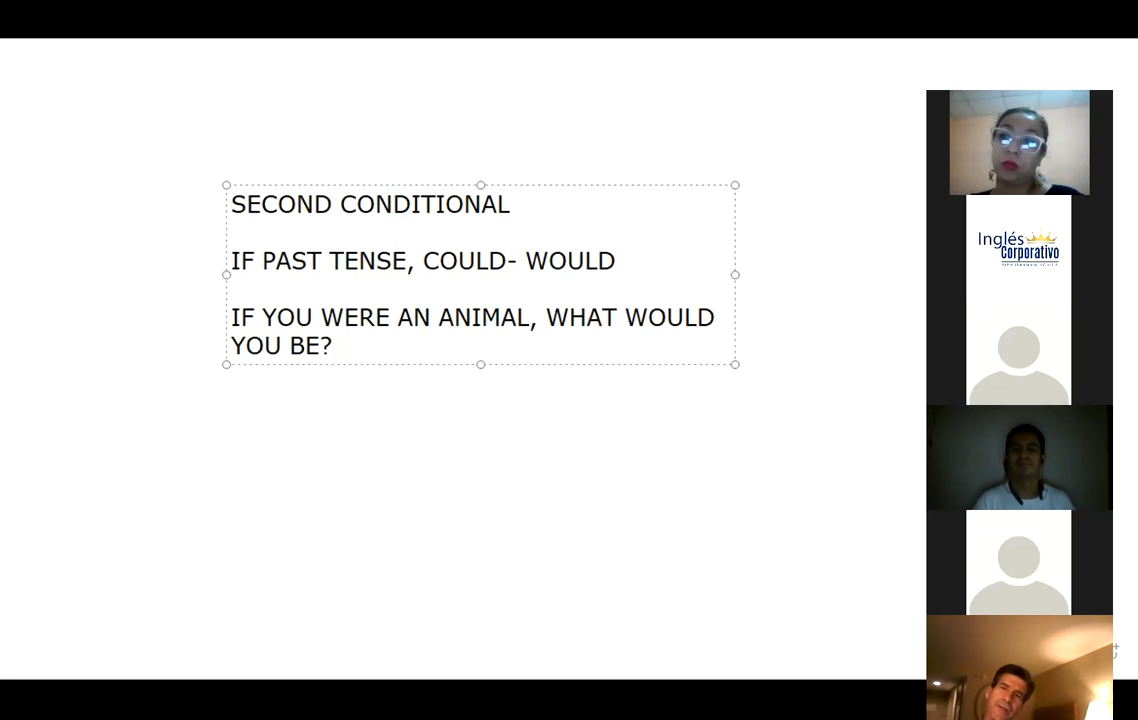 SECOND CONDITIONAL
IF PAST TENSE, COULD- WOULD
IF YOU WERE AN ANIMAL, WHAT WOULD
YOU BE?
Inglés
Corporativo